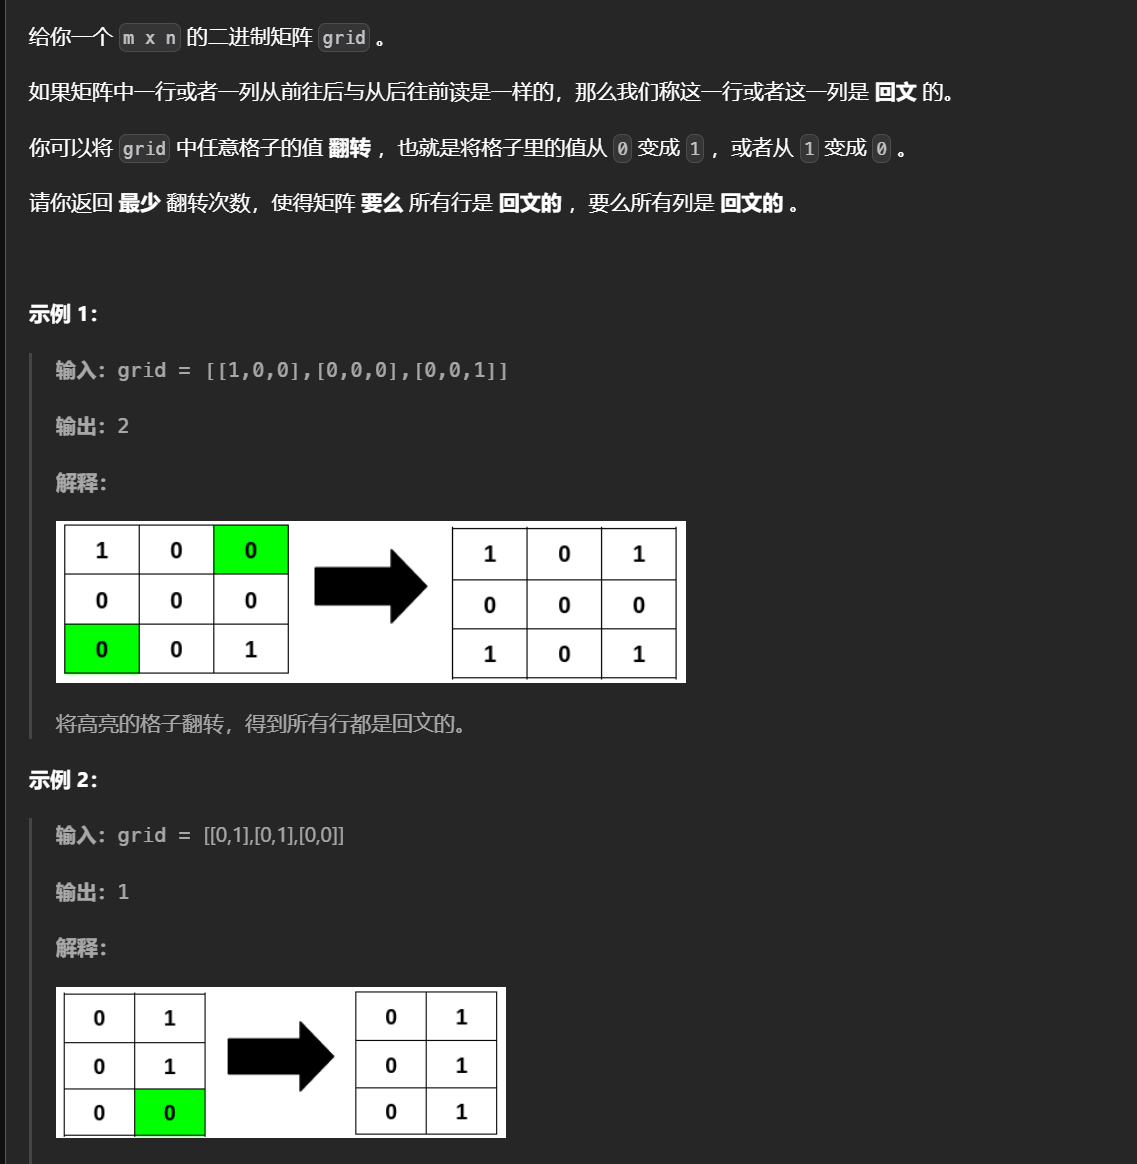 给你一个 m x n 的二进制矩阵 grid 。
如果矩阵中一行或者一列从前往后与从后往前读是一样的，那么我们称这一行或者这一列是 回文 的。
你可以将 grid 中任意格子的值 翻转 ，也就是将格子里的值从 0 变成 1 ，或者从 1 变成 0 。
请你返回 最少 翻转次数，使得矩阵 要么 所有行是 回文的 ，要么所有列是 回文的 。
示例 1：
输入：grid = [[1,0,0],[0,0,0],[0,0,1]]
输出：2
解释：
1 0 0
0 0 0
0 0 1
1 0 1
0 0 0
1 0 1
将高亮的格子翻转，得到所有行都是回文的。
示例 2：
输入：grid = [[0,1],[0,1],[0,0]]
输出：1
解释：
0 1
0 1
0 0
0 1
0 1
0 1